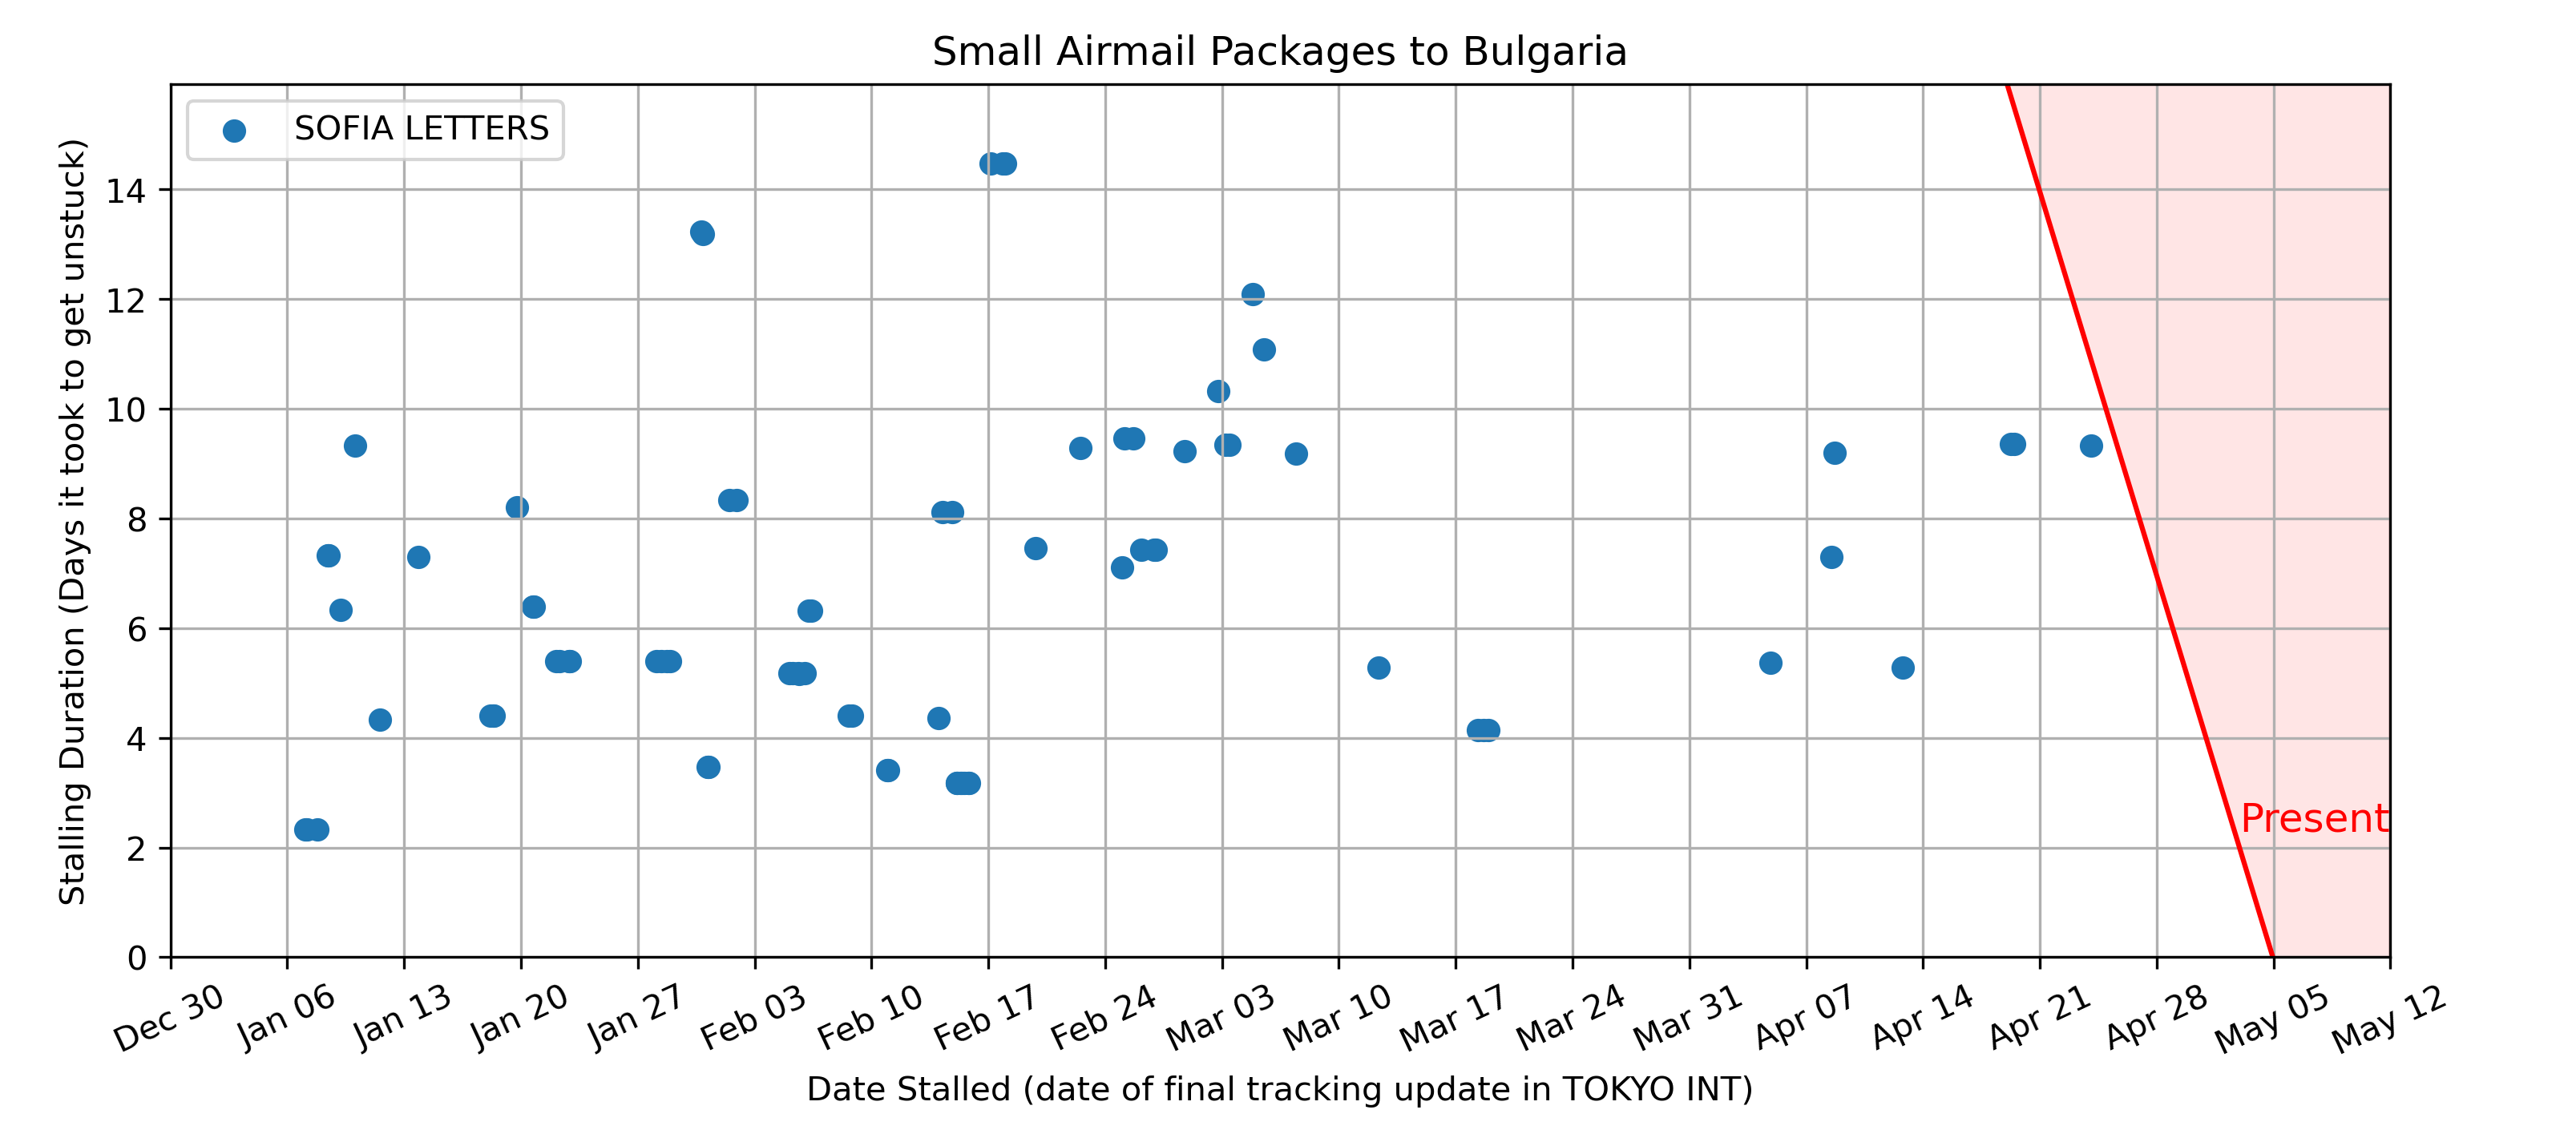 Small Airmail Packages to Bulgaria
SOFIA LETTERS
Stalling Duration (Days it took to get unstuck)
14
12
10
8
6
4
2
0
Present
Dec 30
Jan 06
Jan 13
Jan 20
Jan 27
Feb 03
Feb 10
Feb 17
Feb 24
Mar 03
Mar 10
Mar 17
Mar 24
Mar 31
Apr 07
Apr 14
Apr 21
Apr 28
May 05
May 12
Date Stalled (date of final tracking update in TOKYO INT)